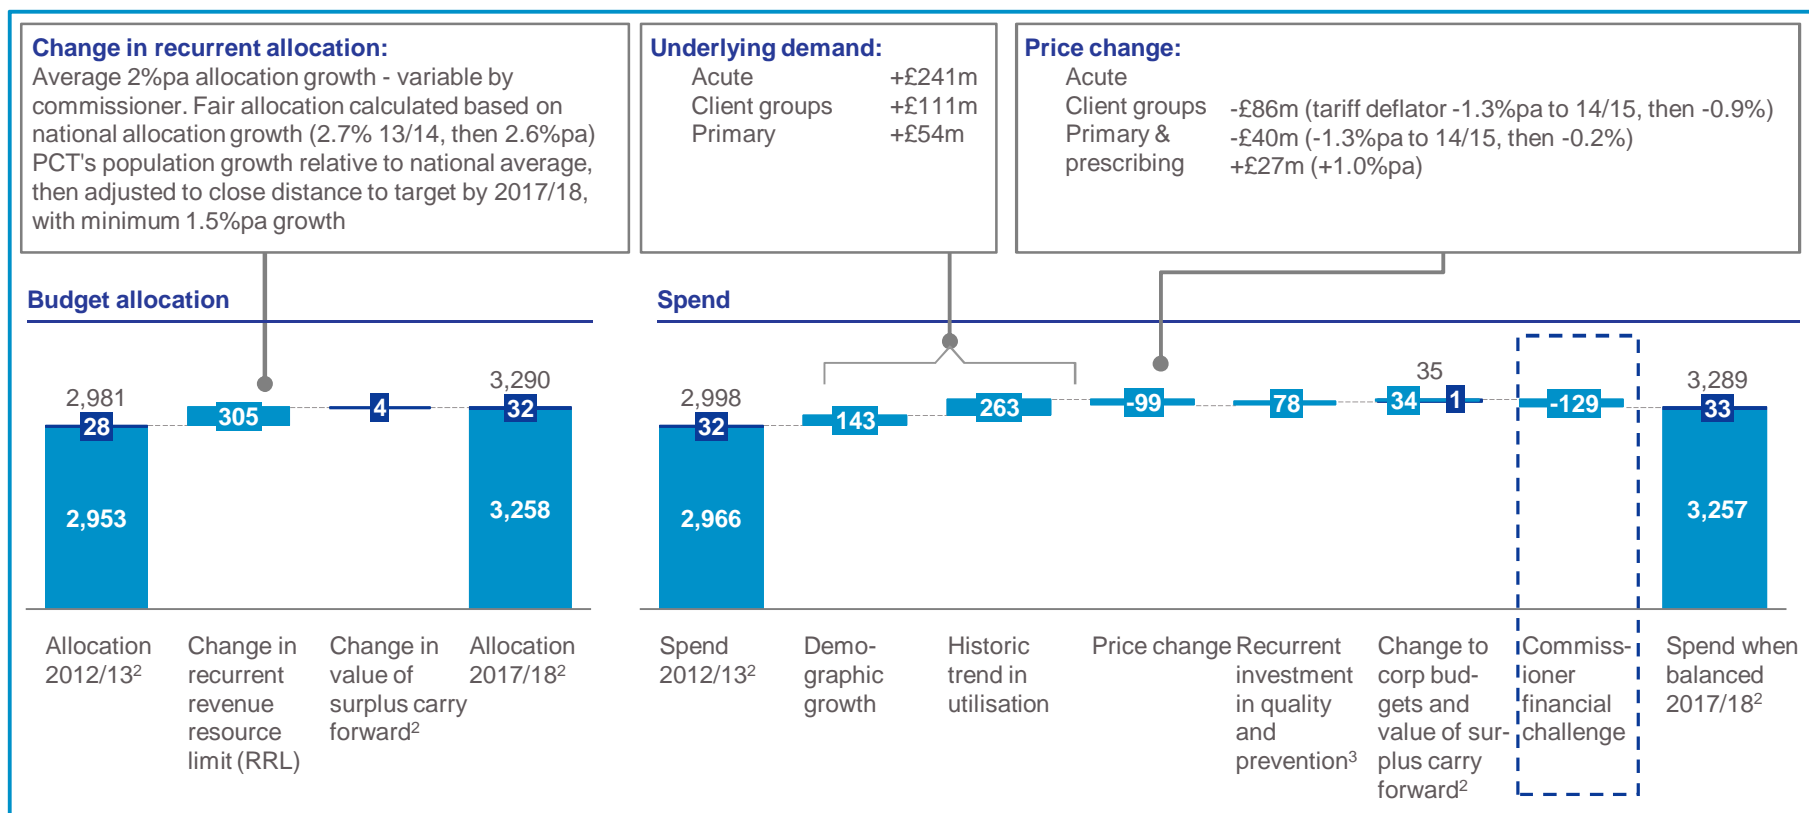 Change in recurrent allocation:
Average 2%pa allocation growth - variable by
commissioner. Fair allocation calculated based on
national allocation growth (2.7% 13/14, then 2.6%pa)
PCT's population growth relative to national average,
then adjusted to close distance to target by 2017/18,
with minimum 1.5%pa growth
Underlying demand:
Acute +£241m
Client groups +£111m
Primary +£54m
Price change:
Acute
Client groups -£86m (tariff deflator -1.3%pa to 14/15, then -0.9%)
Primary & -£40m (-1.3%pa to 14/15, then -0.2%)
prescribing +£27m (+1.0%pa)
Budget allocation
2,981
28
2,953
305
4
3,290
32
3,258
Allocation
2012/13²
Change in
recurrent
revenue
resource
limit (RRL)
Change in
value of
surplus carry
forward²
Allocation
2017/18²
Spend
2,998
32
2,966
143
263
-99
78
35
34 1
-129
3,289
33
3,257
Spend
2012/13²
Demo-
graphic
growth
Historic
trend in
utilisation
Price change
Recurrent
investment
in quality
and
prevention³
Change to
corp bud-
gets and
value of sur-
plus carry
forward²
Commiss-
ioner
financial
challenge
Spend when
balanced
2017/18²